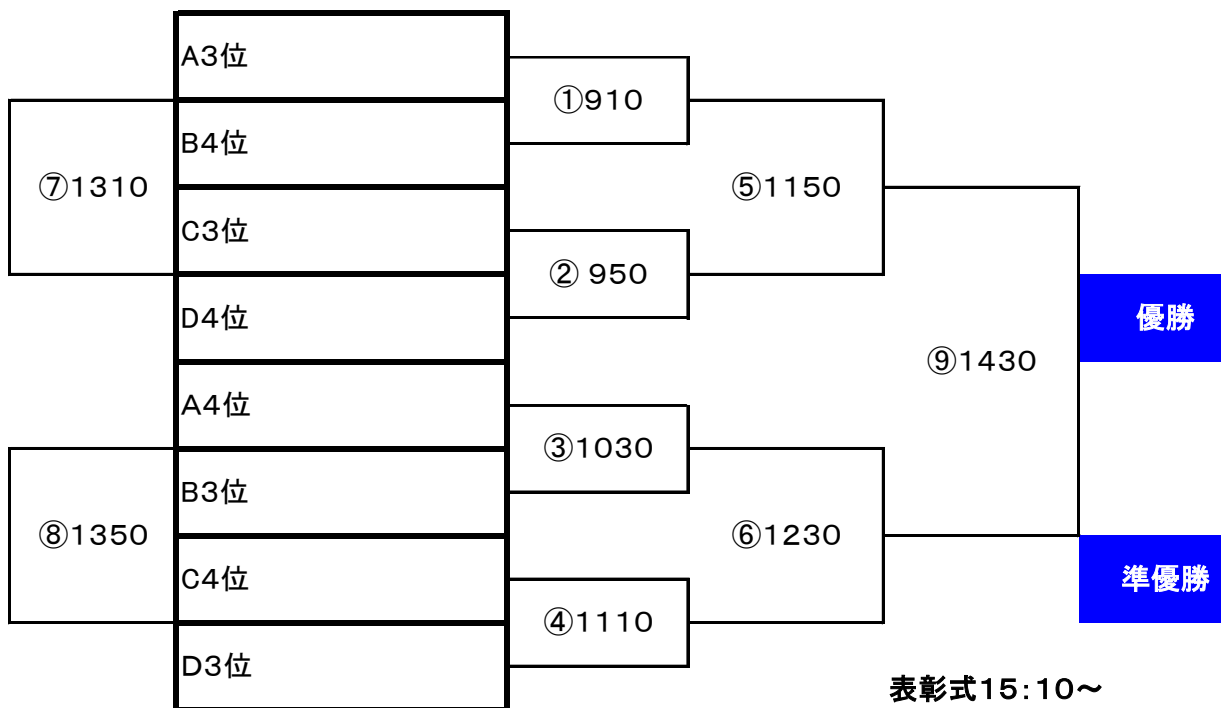 A3位
①910
B4位
⑦1310
⑤1150
C3位
② 950
D4位
優勝
⑨1430
A4位
③1030
B3位
⑧1350
⑥1230
C4位
準優勝
④1110
D3位
表彰式15:10～